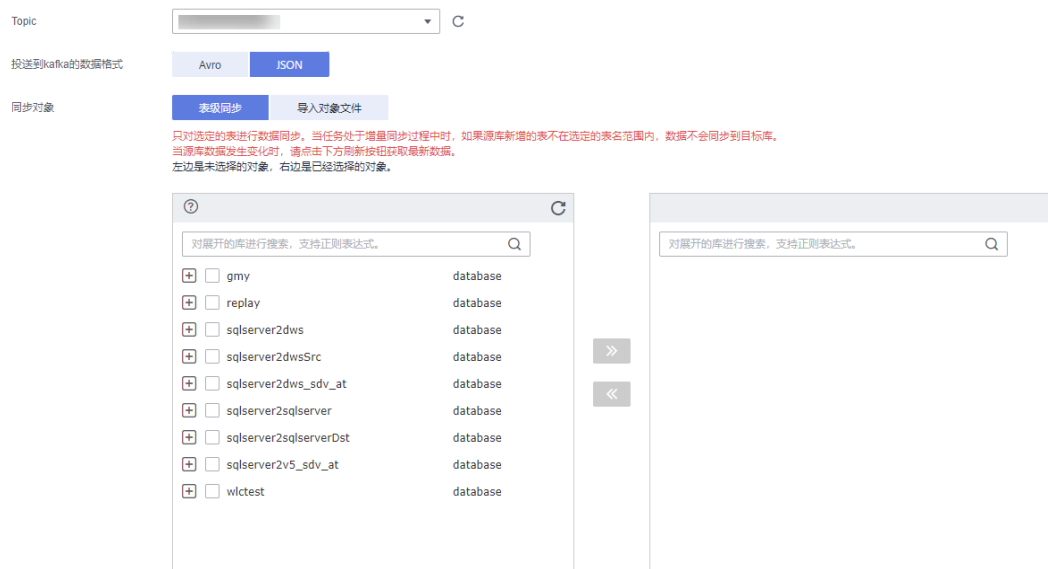 Topic
投送到kafka的数据格式
Avro
JSON
同步对象
表级同步
导入对象文件
只对选定的表进行数据同步。当任务处于增量同步过程中时，如果源库新增的表不在选定的表名范围内，数据不会同步到目标库。
当源库数据发生变化时，请点击下方刷新按钮获取最新数据。
左边是未选择的对象，右边是已经选择的对象。
对展开的库进行搜索，支持正则表达式。
对展开的库进行搜索，支持正则表达式。
gmy database
replay database
sqlserver2dws database
sqlserver2dwsSrc database
sqlserver2dws_sdv_at database
sqlserver2sqlserver database
sqlserver2sqlserverDst database
sqlserver2v5_sdv_at database
wlctest database